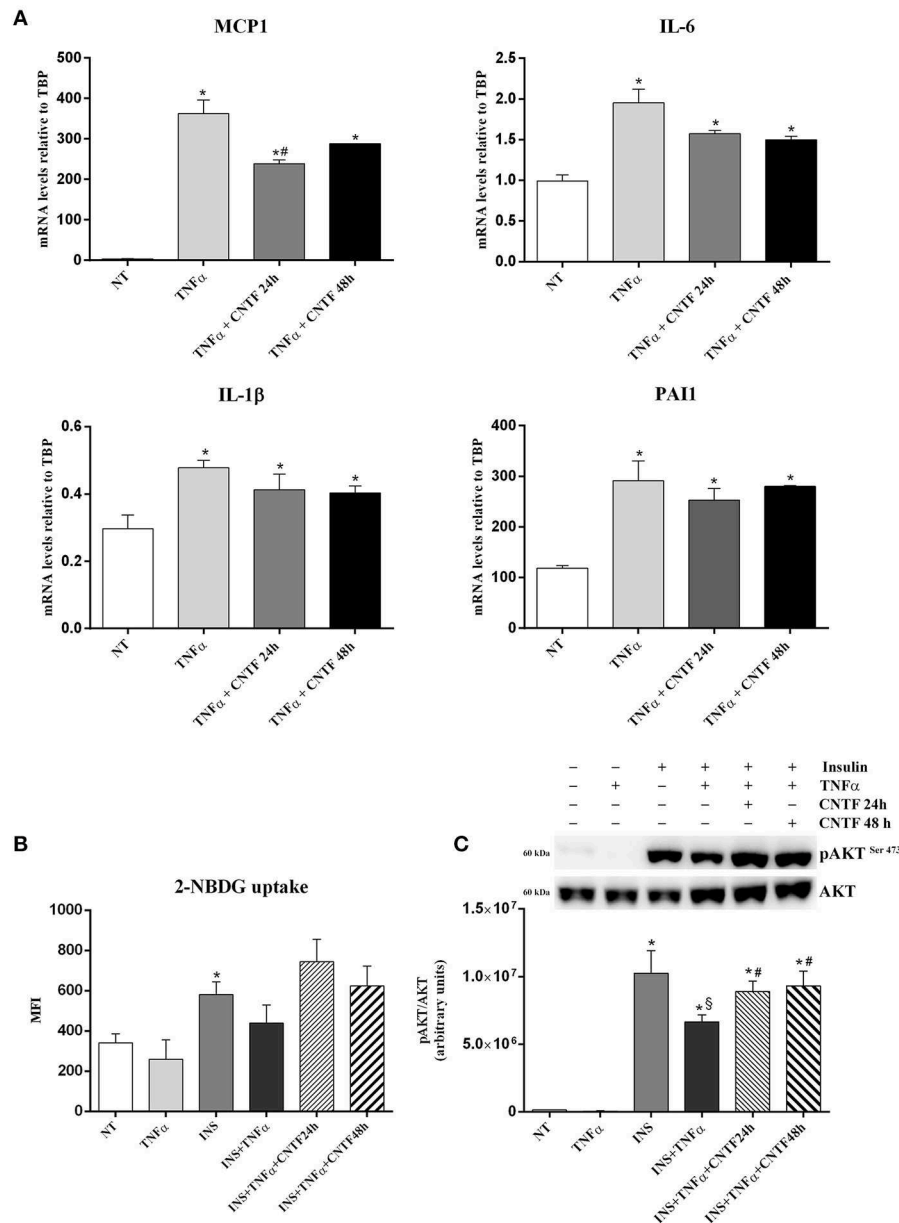 A
MCP1
mRNA levels relative to TBP
500
400
300
200
100
0
*
*#
*
NT
TNFα
TNFα + CNTF 24h
TNFα + CNTF 48h
IL-6
mRNA levels relative to TBP
2.5
2.0
1.5
1.0
0.5
0.0
*
*
*
NT
TNFα
TNFα + CNTF 24h
TNFα + CNTF 48h
IL-1β
mRNA levels relative to TBP
0.6
0.4
0.2
0.0
*
*
*
NT
TNFα
TNFα + CNTF 24h
TNFα + CNTF 48h
PAI1
mRNA levels relative to TBP
400
300
200
100
0
*
*
*
NT
TNFα
TNFα + CNTF 24h
TNFα + CNTF 48h
B
2-NBDG uptake
MFI
1000
800
600
400
200
0
*
NT
TNFα
INS
INS+TNFα
INS+TNFα+CNTF24h
INS+TNFα+CNTF48h
C
– – + + + + Insulin
– + – + + + TNFα
– – – – + – CNTF 24h
– – – – – + CNTF 48 h
60 kDa pAKT Ser 473
60 kDa AKT
pAKT/AKT
(arbitrary units)
1.5×10⁷
1.0×10⁷
5.0×10⁶
0
*
*§
*#
*#
NT
TNFα
INS
INS+TNFα
INS+TNFα+CNTF24h
INS+TNFα+CNTF48h